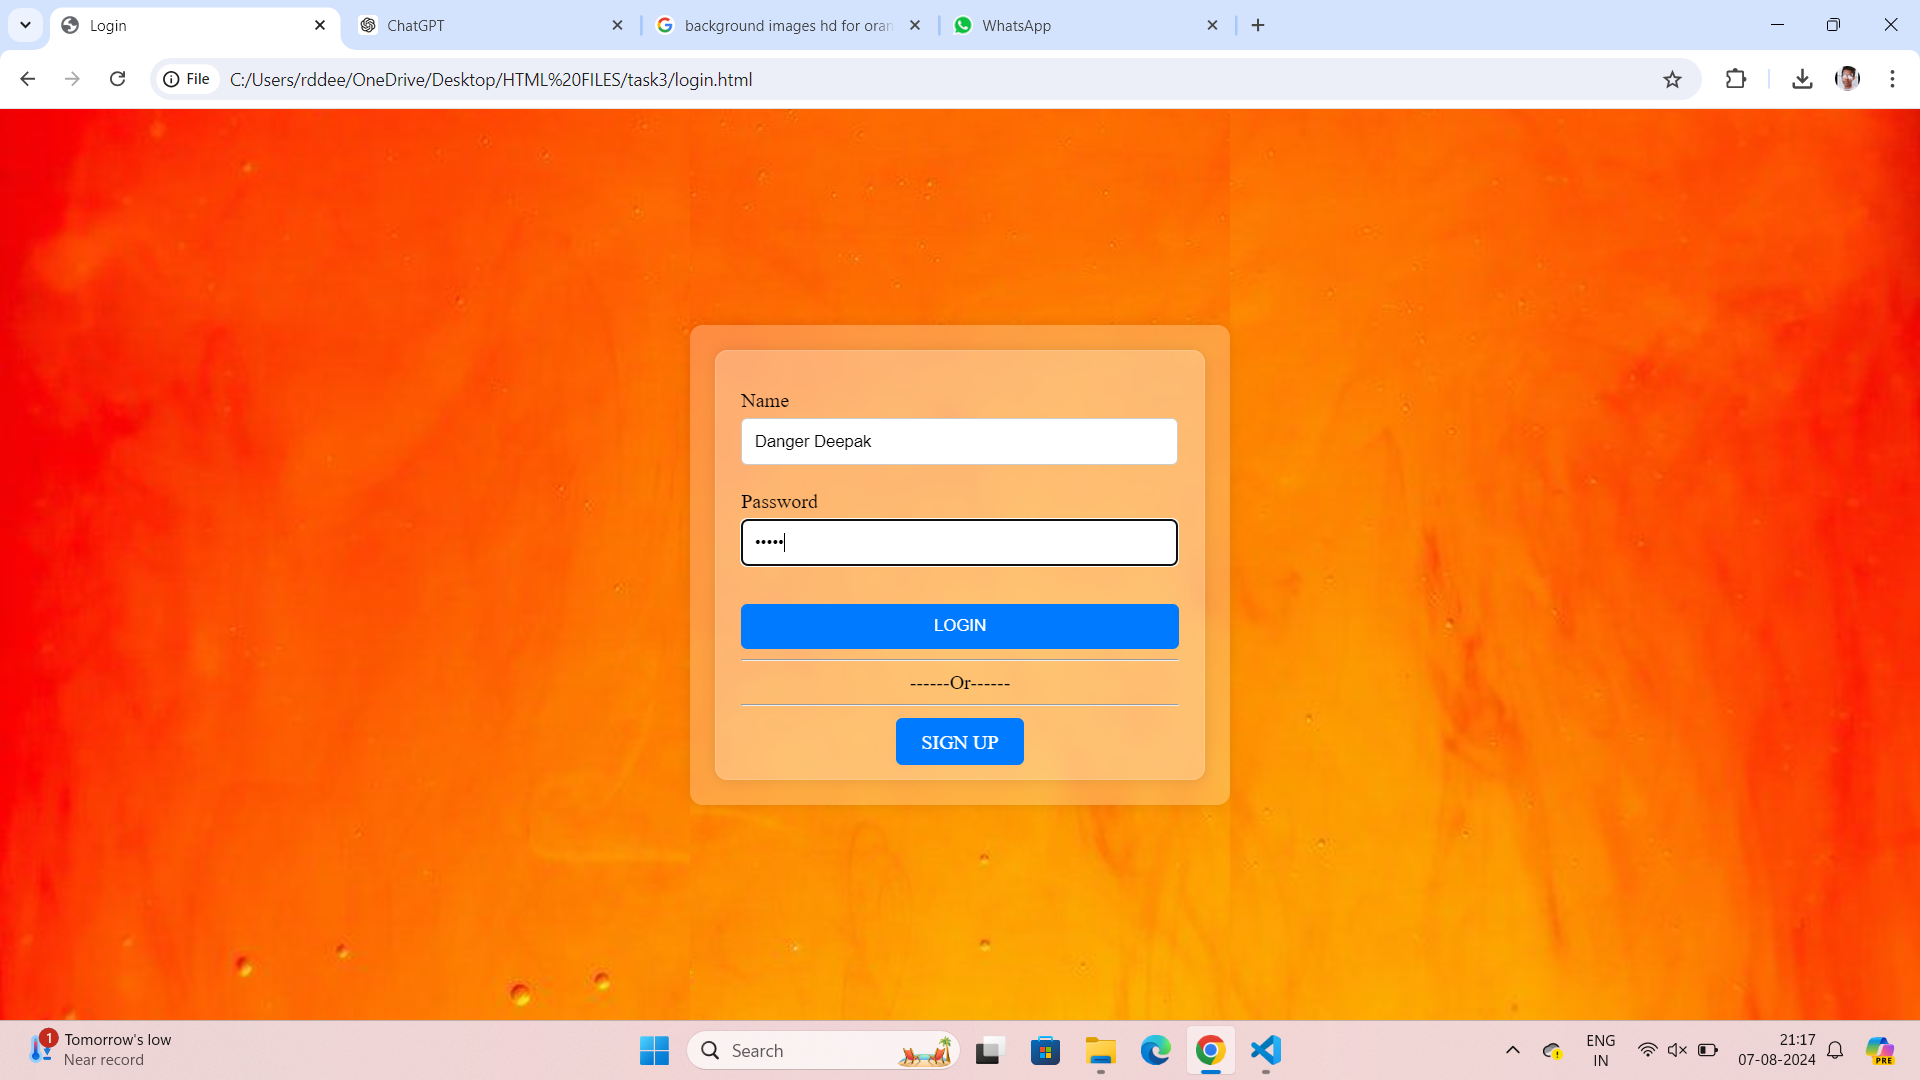 Login
ChatGPT
background images hd for oran
WhatsApp
File
C:/Users/rddee/OneDrive/Desktop/HTML%20FILES/task3/login.html
Name
Danger Deepak
Password
•••••
LOGIN
------Or------
SIGN UP
1
Tomorrow's low
Near record
Search
ENG
IN
21:17
07-08-2024
PRE